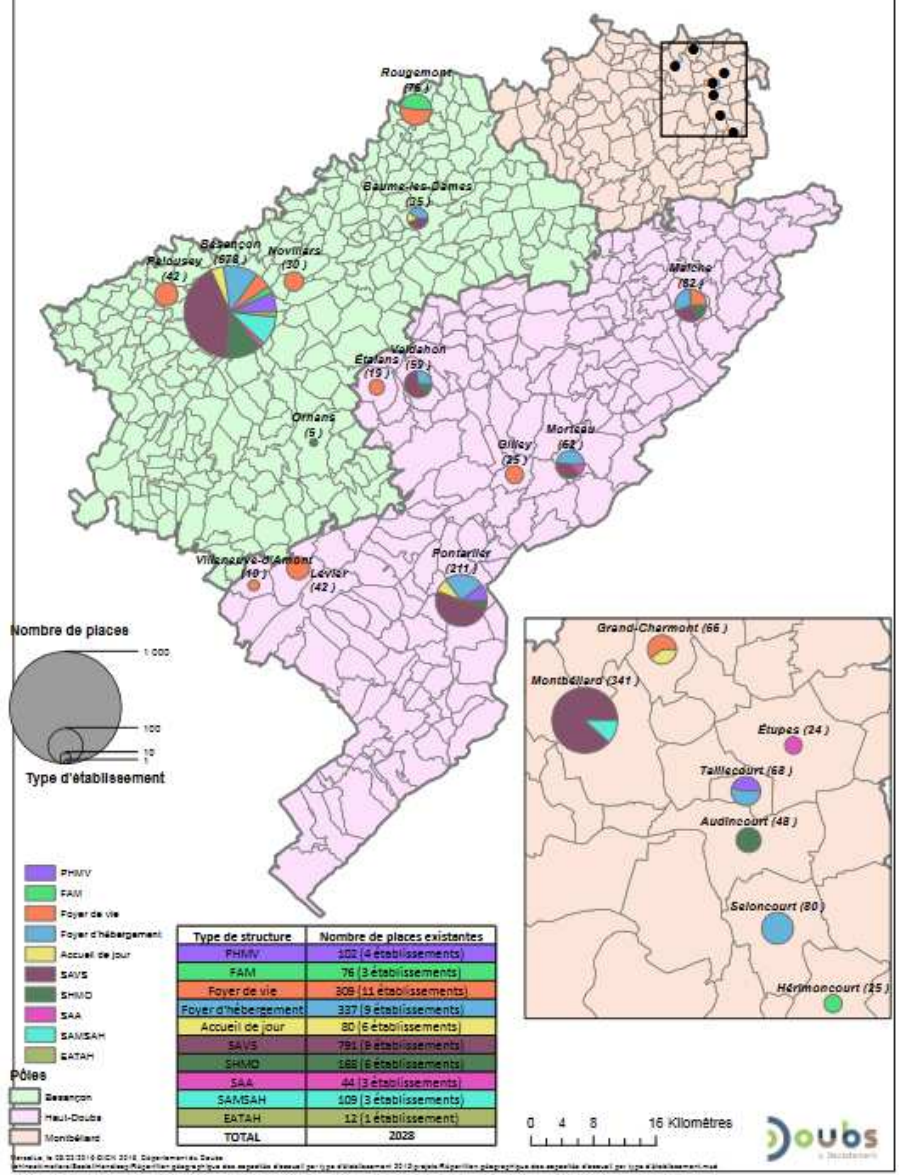 Rougemont
(76 )
Baume-les-Dames
(35 )
Besançon
(678 )
Novillars
(30 )
Pelousey
(42 )
Maîche
(82 )
Étalans
(19 )
Valdahon
(59 )
Ornans
(5 )
Gilley
(25 )
Morteau
(62 )
Villeneuve-d'Amont
Levier
(42 )
Pontarlier
(211 )
Nombre de places
1 000
100
10
1
Type d'établissement
Grand-Charmont (66 )
Montbéliard (341 )
Étupes (24 )
Taillecourt (68 )
Audincourt (48 )
Seloncourt (80 )
Hérimoncourt (25 )
PHMV
FAM
Foyer de vie
Foyer d'hébergement
Accueil de jour
SAVS
SHMO
SAA
SAMSAH
EATAH
Pôles
Besançon
Haut-Doubs
Montbéliard
Type de structure Nombre de places existantes
PHMV 102 (4 établissements)
FAM 76 (3 établissements)
Foyer de vie 309 (11 établissements)
Foyer d'hébergement 337 (9 établissements)
Accueil de jour 80 (6 établissements)
SAVS 791 (9 établissements)
SHMO (6 établissements)
SAA 44 (3 établissements)
SAMSAH 109 (3 établissements)
EATAH 12 (1 établissement)
TOTAL 2028
0 4 8 16 Kilomètres
Doubs